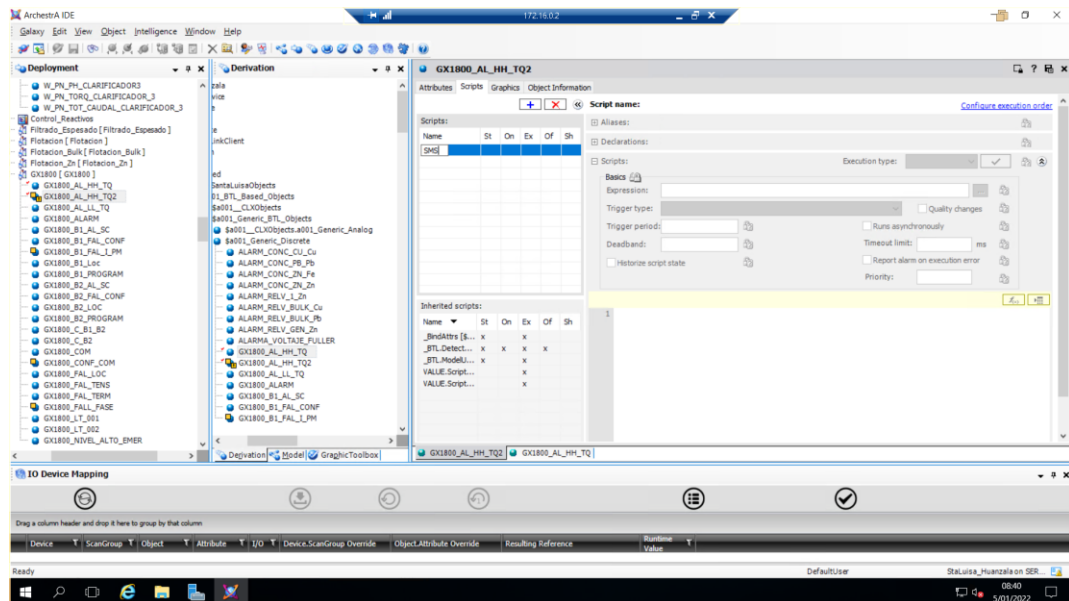 ArchestrA IDE
172.16.0.2
Galaxy Edit View Object Intelligence Window Help
Deployment
W_PN_PH_CLARIFICADOR3
W_PN_TORQ_CLARIFICADOR_3
W_PN_TOT_CAUDAL_CLARIFICADOR_3
Control_Reactivos
Filtrado_Espesado [ Filtrado_Espesado ]
Flotacion [ Flotacion ]
Flotacion_Bulk [ Flotacion_Bulk ]
Flotacion_Zn [ Flotacion_Zn ]
GX1800 [ GX1800 ]
GX1800_AL_HH_TQ
GX1800_AL_HH_TQ2
GX1800_AL_LL_TQ
GX1800_ALARM
GX1800_B1_AL_SC
GX1800_B1_FAL_CONF
GX1800_B1_FAL_I_PM
GX1800_B1_Loc
GX1800_B1_PROGRAM
GX1800_B2_AL_SC
GX1800_B2_FAL_CONF
GX1800_B2_LOC
GX1800_B2_PROGRAM
GX1800_C_B1_B2
GX1800_C_B2
GX1800_COM
GX1800_CONF_COM
GX1800_FAL_LOC
GX1800_FAL_TENS
GX1800_FAL_TERM
GX1800_FALL_FASE
GX1800_LT_001
GX1800_LT_002
GX1800_NIVEL_ALTO_EMER
Derivation
zala
vice
e
inkClient
ed
SantaLuisaObjects
01_BTL_Based_Objects
$a001__CLXObjects
$a001_Generic_BTL_Objects
$a001__CLXObjects.a001_Generic_Analog
$a001_Generic_Discrete
ALARM_CONC_CU_Cu
ALARM_CONC_PB_Pb
ALARM_CONC_ZN_Fe
ALARM_CONC_ZN_Zn
ALARM_RELV_1_Zn
ALARM_RELV_BULK_Cu
ALARM_RELV_BULK_Pb
ALARM_RELV_GEN_Zn
ALARMA_VOLTAJE_FULLER
GX1800_AL_HH_TQ
GX1800_AL_HH_TQ2
GX1800_AL_LL_TQ
GX1800_ALARM
GX1800_B1_AL_SC
GX1800_B1_FAL_CONF
GX1800_B1_FAL_I_PM
Derivation Model GraphicToolbox
GX1800_AL_HH_TQ2
Attributes Scripts Graphics Object Information
Scripts:
Name St On Ex Of Sh
SMS
Inherited scripts:
Name St On Ex Of Sh
_BindAttrs [$... x x
_BTL.Detect... x x x x
_BTL.ModelU... x x
VALUE.Script... x
VALUE.Script... x
Script name:
Configure execution order
Aliases:
Declarations:
Scripts: Execution type:
Basics
Expression:
Trigger type: Quality changes
Trigger period: Runs asynchronously
Deadband: Timeout limit: ms
Historize script state Report alarm on execution error
Priority:
1
GX1800_AL_HH_TQ2 GX1800_AL_HH_TQ
IO Device Mapping
Drag a column header and drop it here to group by that column
Device ScanGroup Object Attribute I/O Device.ScanGroup Override Object.Attribute Override Resulting Reference Runtime Value
Ready DefaultUser StaLuisa_Huanzala on SER...
08:40
5/01/2022